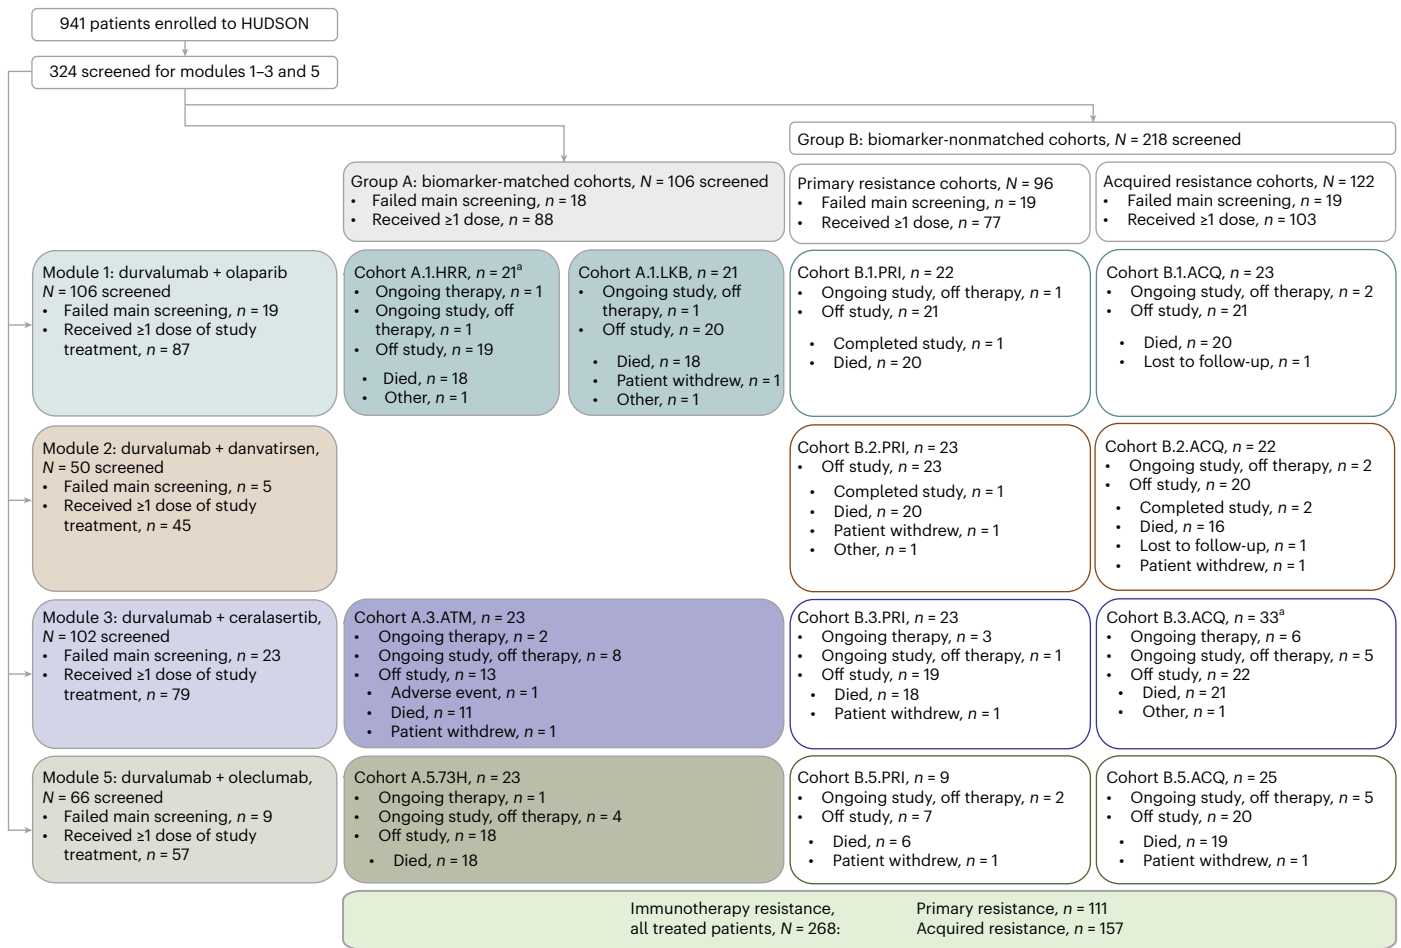 941 patients enrolled to HUDSON
324 screened for modules 1–3 and 5
Group B: biomarker-nonmatched cohorts, N = 218 screened
Group A: biomarker-matched cohorts, N = 106 screened
• Failed main screening, n = 18
• Received ≥1 dose, n = 88
Primary resistance cohorts, N = 96
• Failed main screening, n = 19
• Received ≥1 dose, n = 77
Acquired resistance cohorts, N = 122
• Failed main screening, n = 19
• Received ≥1 dose, n = 103
Module 1: durvalumab + olaparib
N = 106 screened
• Failed main screening, n = 19
• Received ≥1 dose of study
treatment, n = 87
Cohort A.1.HRR, n = 21a
• Ongoing therapy, n = 1
• Ongoing study, off
therapy, n = 1
• Off study, n = 19
• Died, n = 18
• Other, n = 1
Cohort A.1.LKB, n = 21
• Ongoing study, off
therapy, n = 1
• Off study, n = 20
• Died, n = 18
• Patient withdrew, n = 1
• Other, n = 1
Cohort B.1.PRI, n = 22
• Ongoing study, off therapy, n = 1
• Off study, n = 21
• Completed study, n = 1
• Died, n = 20
Cohort B.1.ACQ, n = 23
• Ongoing study, off therapy, n = 2
• Off study, n = 21
• Died, n = 20
• Lost to follow-up, n = 1
Module 2: durvalumab + danvatirsen,
N = 50 screened
• Failed main screening, n = 5
• Received ≥1 dose of study
treatment, n = 45
Cohort B.2.PRI, n = 23
• Off study, n = 23
• Completed study, n = 1
• Died, n = 20
• Patient withdrew, n = 1
• Other, n = 1
Cohort B.2.ACQ, n = 22
• Ongoing study, off therapy, n = 2
• Off study, n = 20
• Completed study, n = 2
• Died, n = 16
• Lost to follow-up, n = 1
• Patient withdrew, n = 1
Module 3: durvalumab + ceralasertib,
N = 102 screened
• Failed main screening, n = 23
• Received ≥1 dose of study
treatment, n = 79
Cohort A.3.ATM, n = 23
• Ongoing therapy, n = 2
• Ongoing study, off therapy, n = 8
• Off study, n = 13
• Adverse event, n = 1
• Died, n = 11
• Patient withdrew, n = 1
Cohort B.3.PRI, n = 23
• Ongoing therapy, n = 3
• Ongoing study, off therapy, n = 1
• Off study, n = 19
• Died, n = 18
• Patient withdrew, n = 1
Cohort B.3.ACQ, n = 33a
• Ongoing therapy, n = 6
• Ongoing study, off therapy, n = 5
• Off study, n = 22
• Died, n = 21
• Other, n = 1
Module 5: durvalumab + oleclumab,
N = 66 screened
• Failed main screening, n = 9
• Received ≥1 dose of study
treatment, n = 57
Cohort A.5.73H, n = 23
• Ongoing therapy, n = 1
• Ongoing study, off therapy, n = 4
• Off study, n = 18
• Died, n = 18
Cohort B.5.PRI, n = 9
• Ongoing study, off therapy, n = 2
• Off study, n = 7
• Died, n = 6
• Patient withdrew, n = 1
Cohort B.5.ACQ, n = 25
• Ongoing study, off therapy, n = 5
• Off study, n = 20
• Died, n = 19
• Patient withdrew, n = 1
Immunotherapy resistance,
all treated patients, N = 268:
Primary resistance, n = 111
Acquired resistance, n = 157